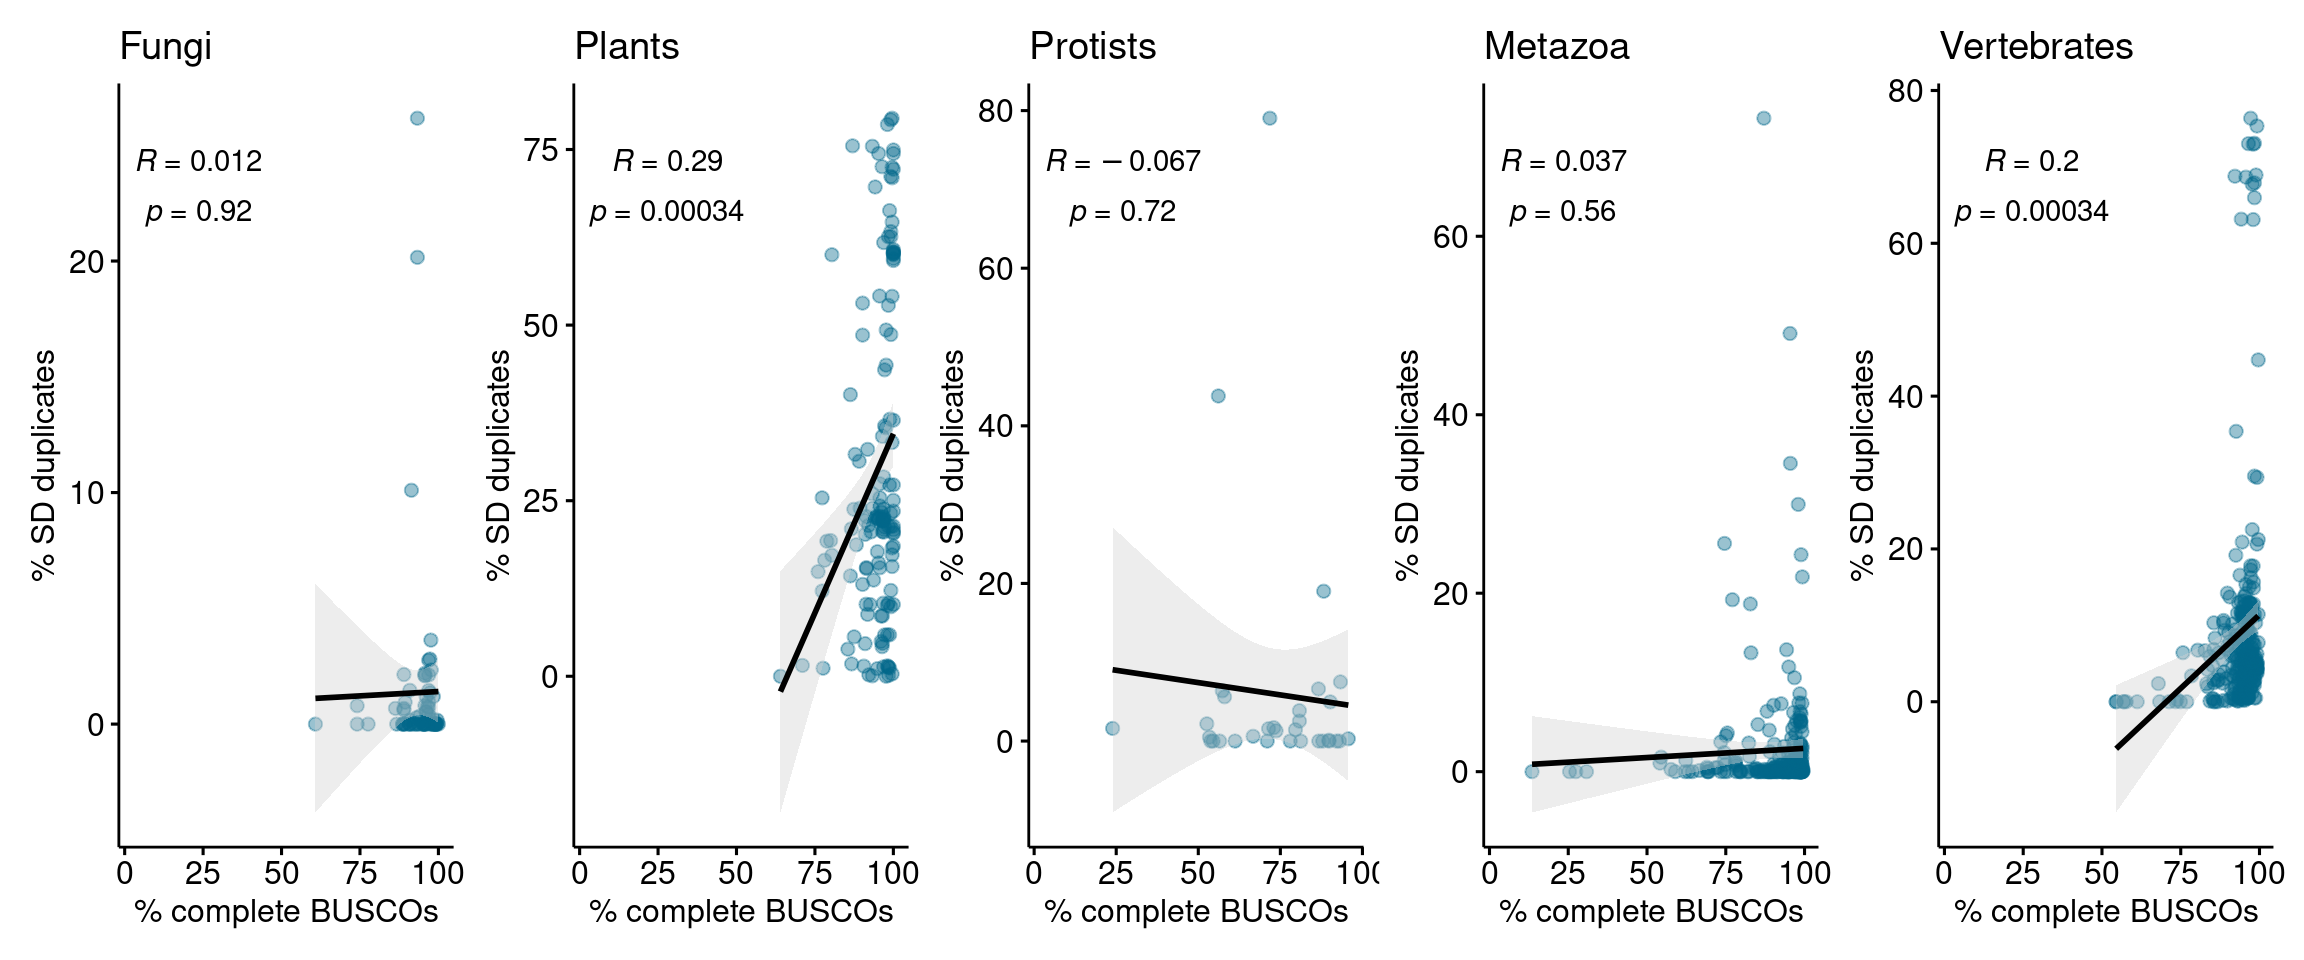 Fungi
R = 0.012
p = 0.92
20
10
0
% SD duplicates
0 25 50 75 100
% complete BUSCOs
Plants
R = 0.29
p = 0.00034
75
50
25
0
% SD duplicates
0 25 50 75 100
% complete BUSCOs
Protists
R = −0.067
p = 0.72
80
60
40
20
0
% SD duplicates
0 25 50 75 100
% complete BUSCOs
Metazoa
R = 0.037
p = 0.56
60
40
20
0
% SD duplicates
0 25 50 75 100
% complete BUSCOs
Vertebrates
R = 0.2
p = 0.00034
80
60
40
20
0
% SD duplicates
0 25 50 75 100
% complete BUSCOs